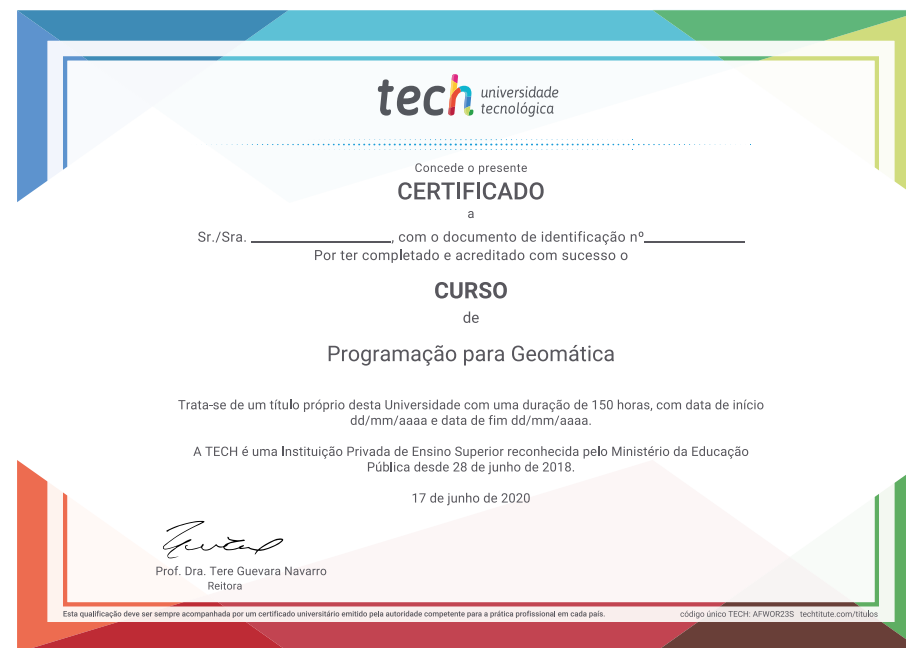 tech universidade
tecnológica
Concede o presente
CERTIFICADO
a
Sr./Sra. ____________________, com o documento de identificação nº______________
Por ter completado e acreditado com sucesso o
CURSO
de
Programação para Geomática
Trata-se de um título próprio desta Universidade com uma duração de 150 horas, com data de início
dd/mm/aaaa e data de fim dd/mm/aaaa.
A TECH é uma Instituição Privada de Ensino Superior reconhecida pelo Ministério da Educação
Pública desde 28 de junho de 2018.
17 de junho de 2020
Prof. Dra. Tere Guevara Navarro
Reitora
Esta qualificação deve ser sempre acompanhada por um certificado universitário emitido pela autoridade competente para a prática profissional em cada país.
código único TECH: AFWOR23S techtitute.com/titulos